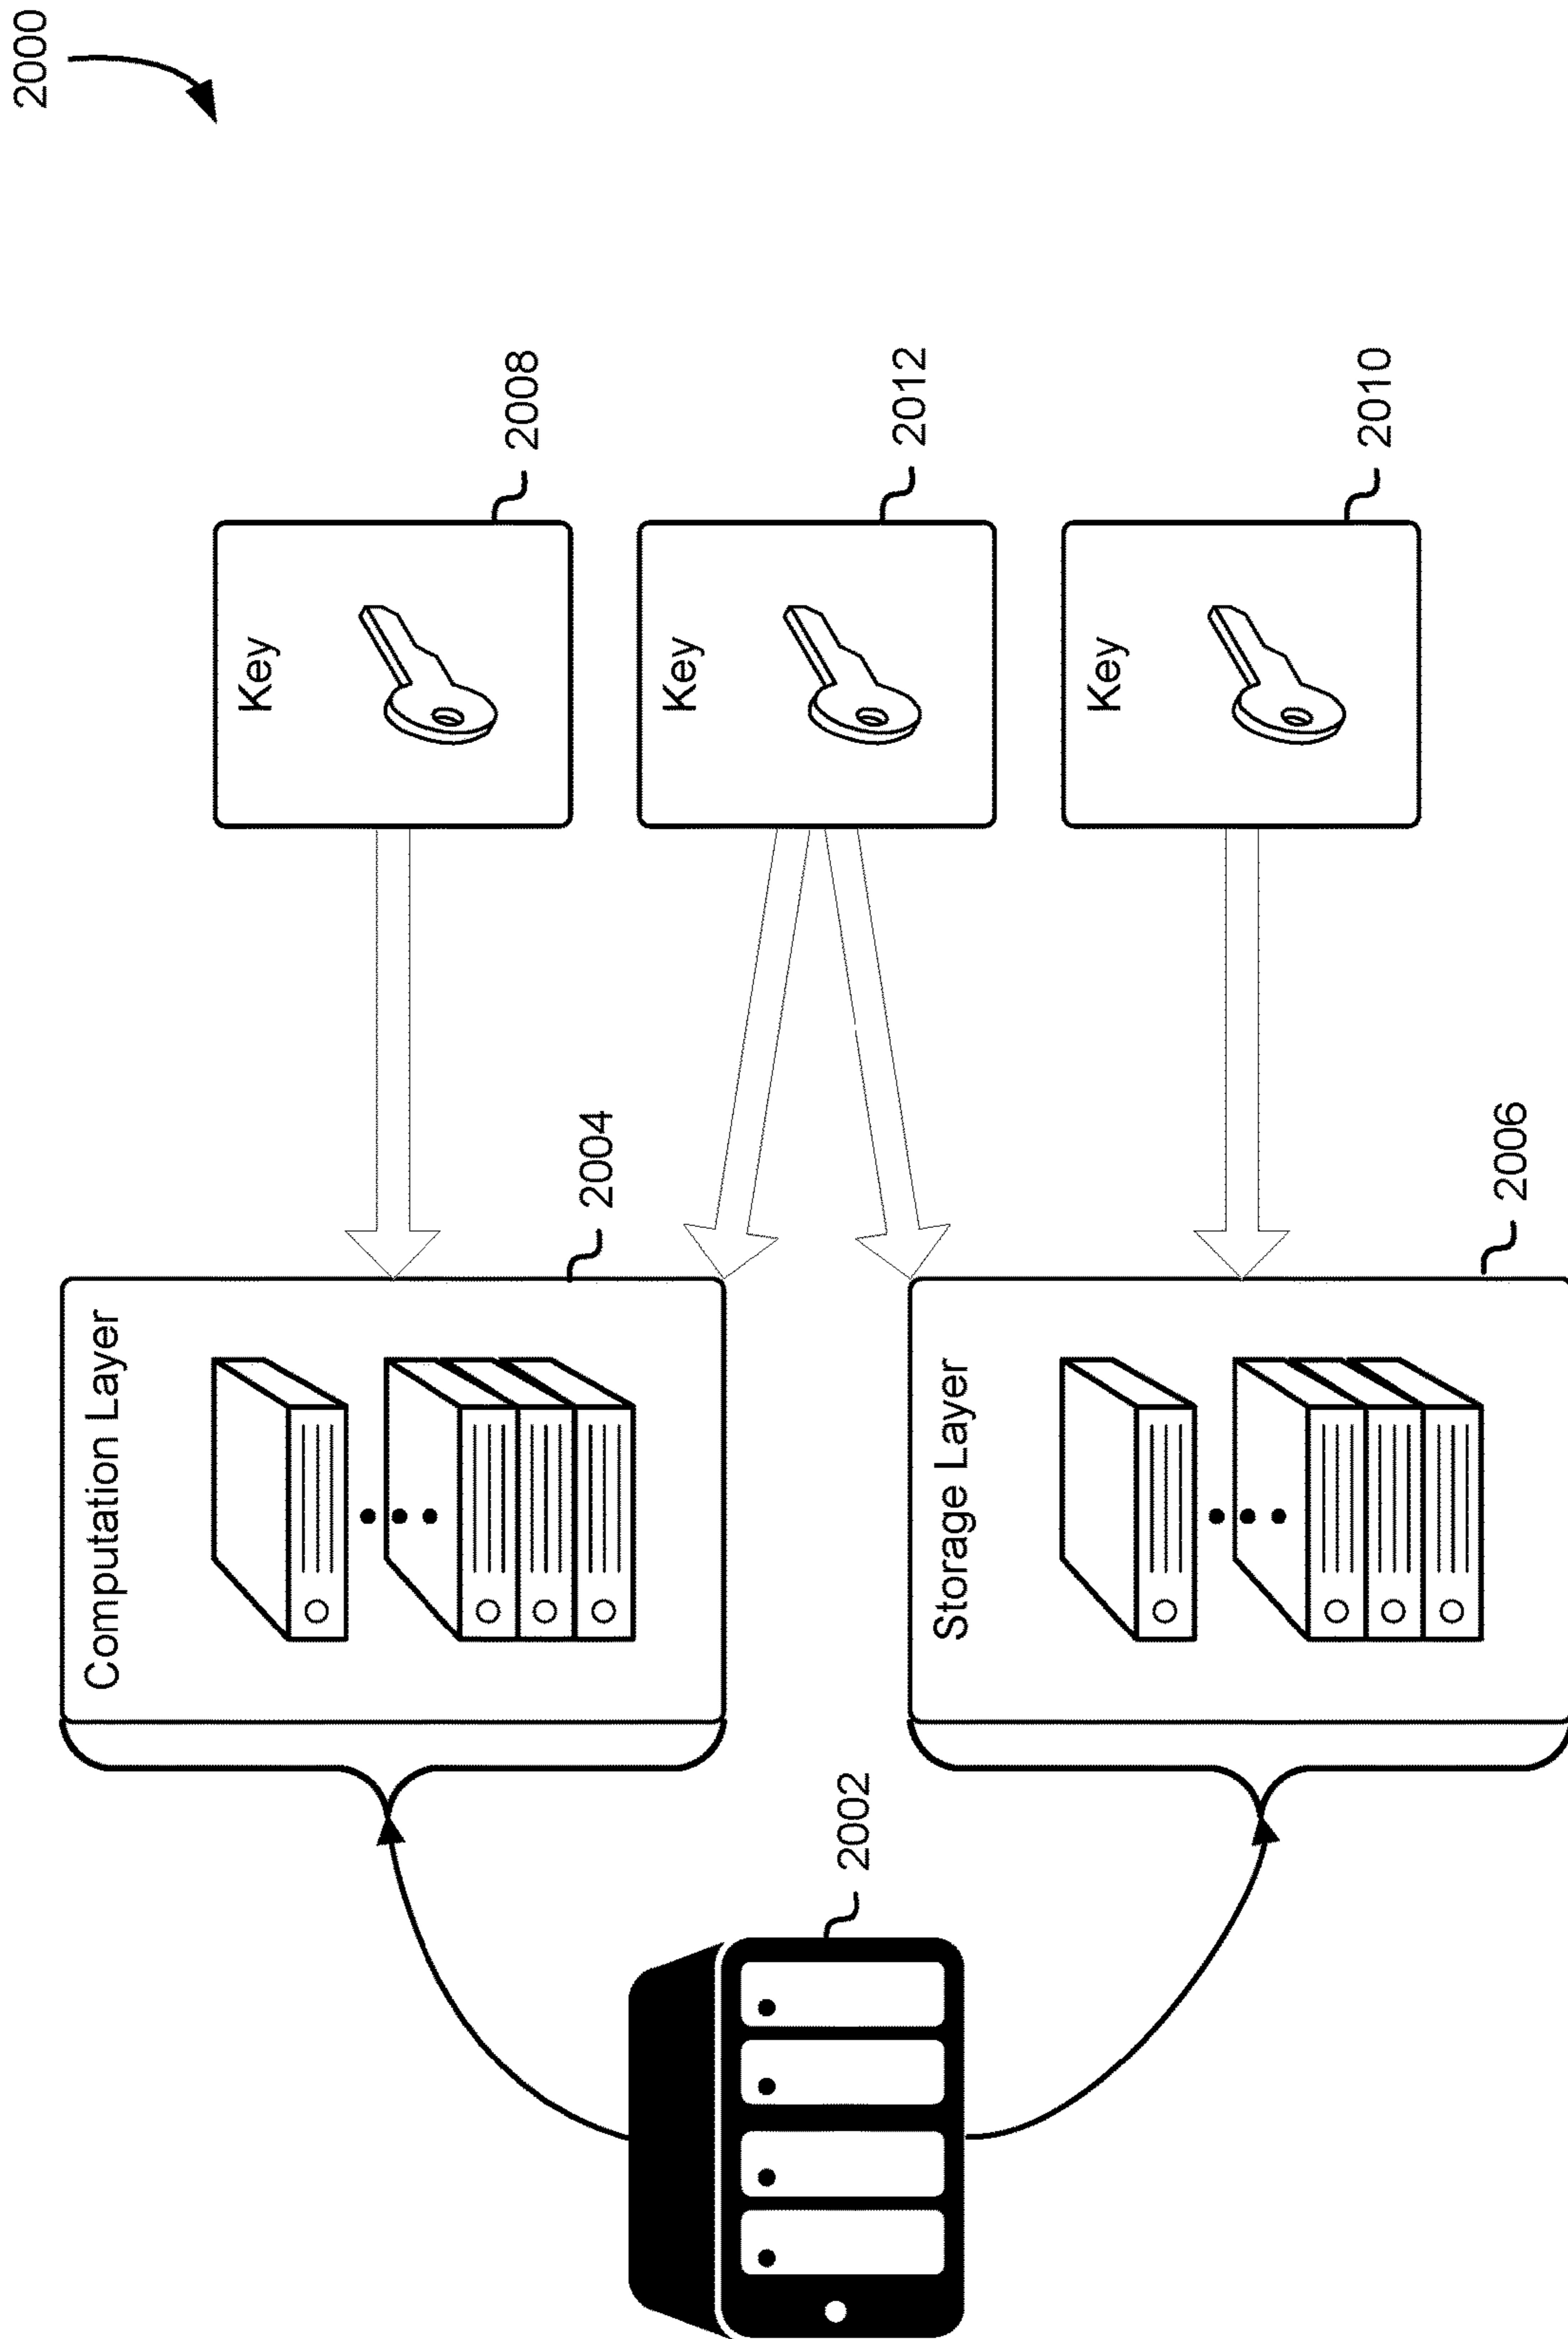 2000
Computation Layer
2004
Key
2008
2002
Key
2012
Storage Layer
2006
Key
2010